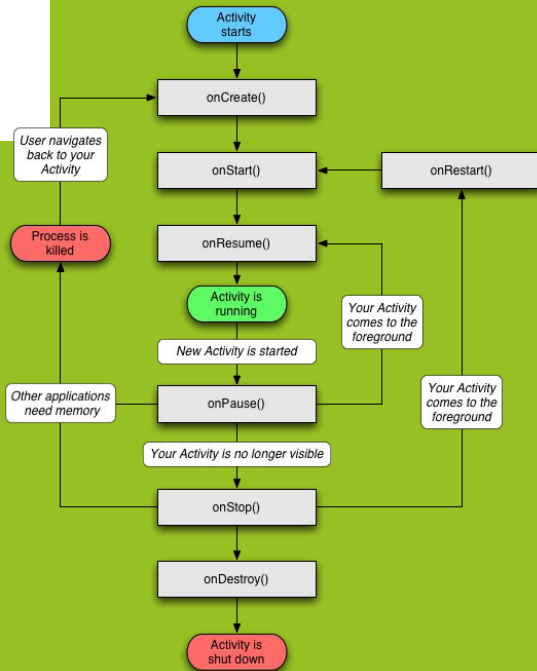 Activity
starts
onCreate()
User navigates
back to your
Activity
onStart()
onRestart()
Process is
killed
onResume()
Activity is
running
Your Activity
comes to the
foreground
New Activity is started
Other applications
need memory
onPause()
Your Activity
comes to the
foreground
Your Activity is no longer visible
onStop()
onDestroy()
Activity is
shut down